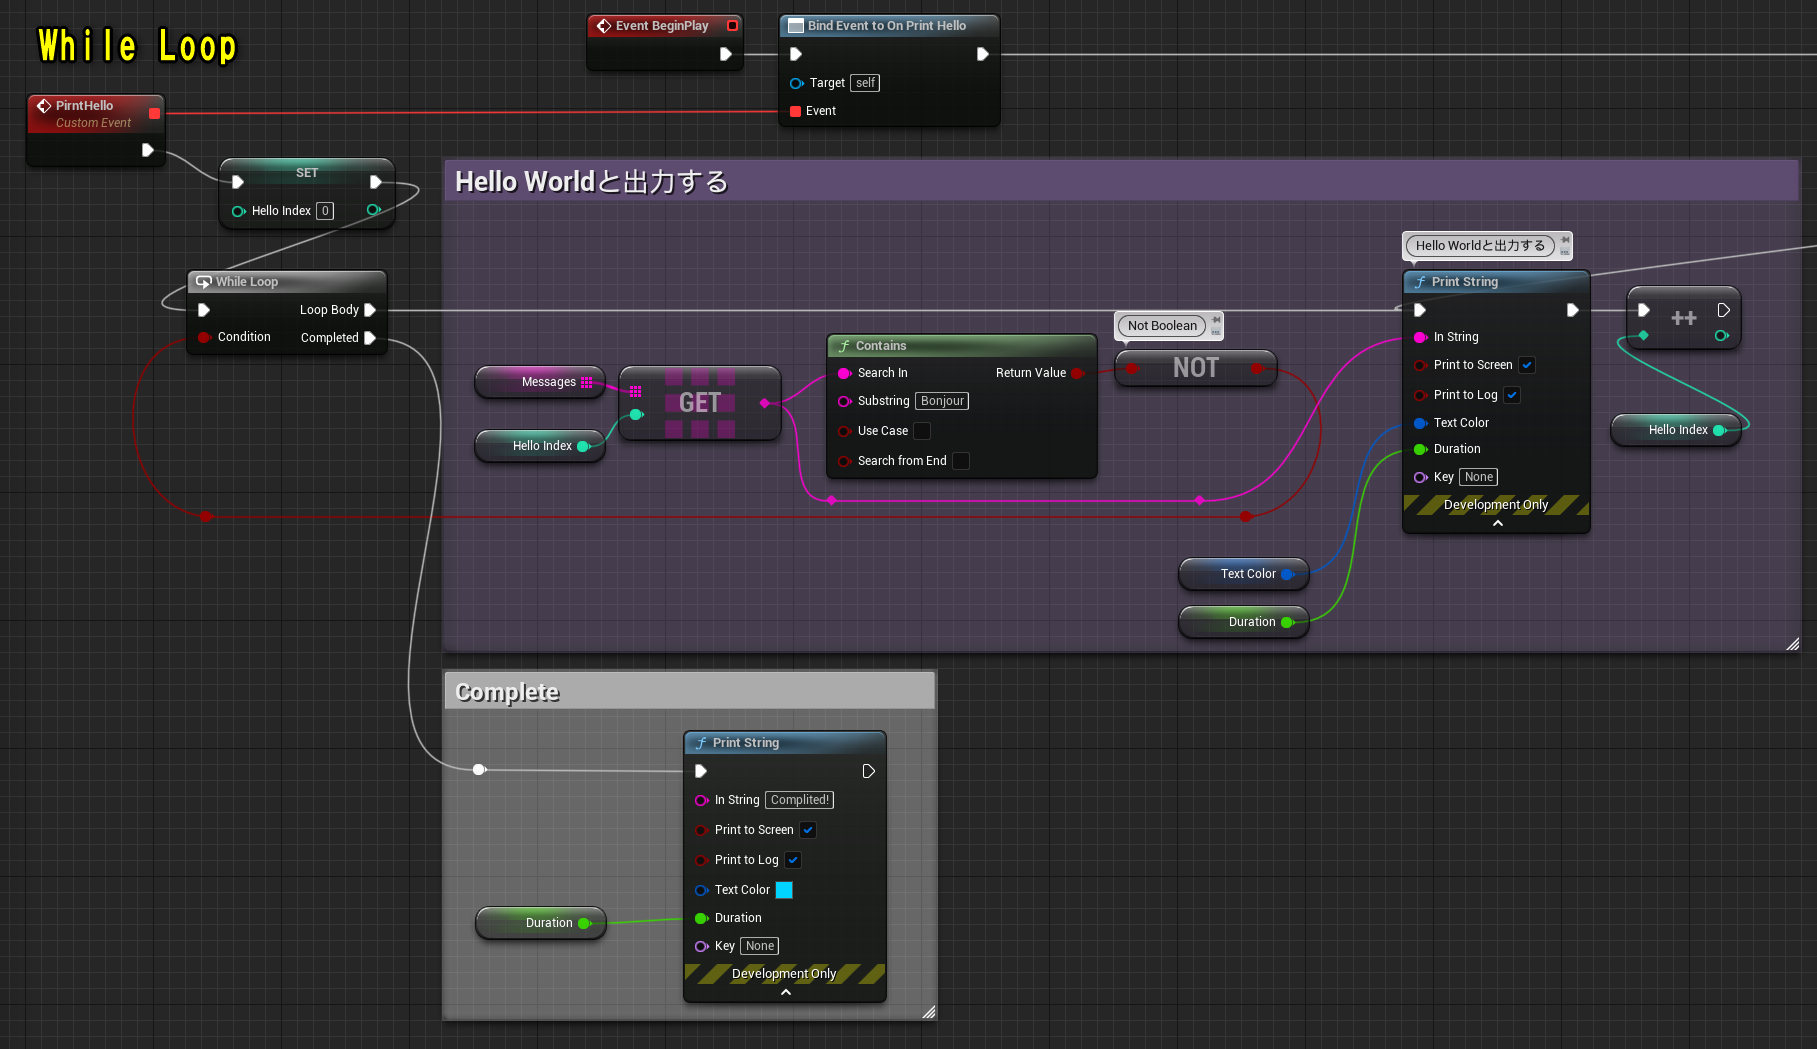 While Loop
Event BeginPlay
Bind Event to On Print Hello
Target self
Event
PirntHello
Custom Event
SET
Hello Index 0
While Loop
Loop Body
Condition
Completed
Hello Worldと出力する
Messages
Hello Index
GET
Contains
Search In
Return Value
Substring Bonjour
Use Case
Search from End
Not Boolean
NOT
Hello Worldと出力する
Print String
In String
Print to Screen
Print to Log
Text Color
Duration
Key None
Development Only
++
Hello Index
Text Color
Duration
Complete
Print String
In String Complited!
Print to Screen
Print to Log
Text Color
Duration
Key None
Development Only
Duration